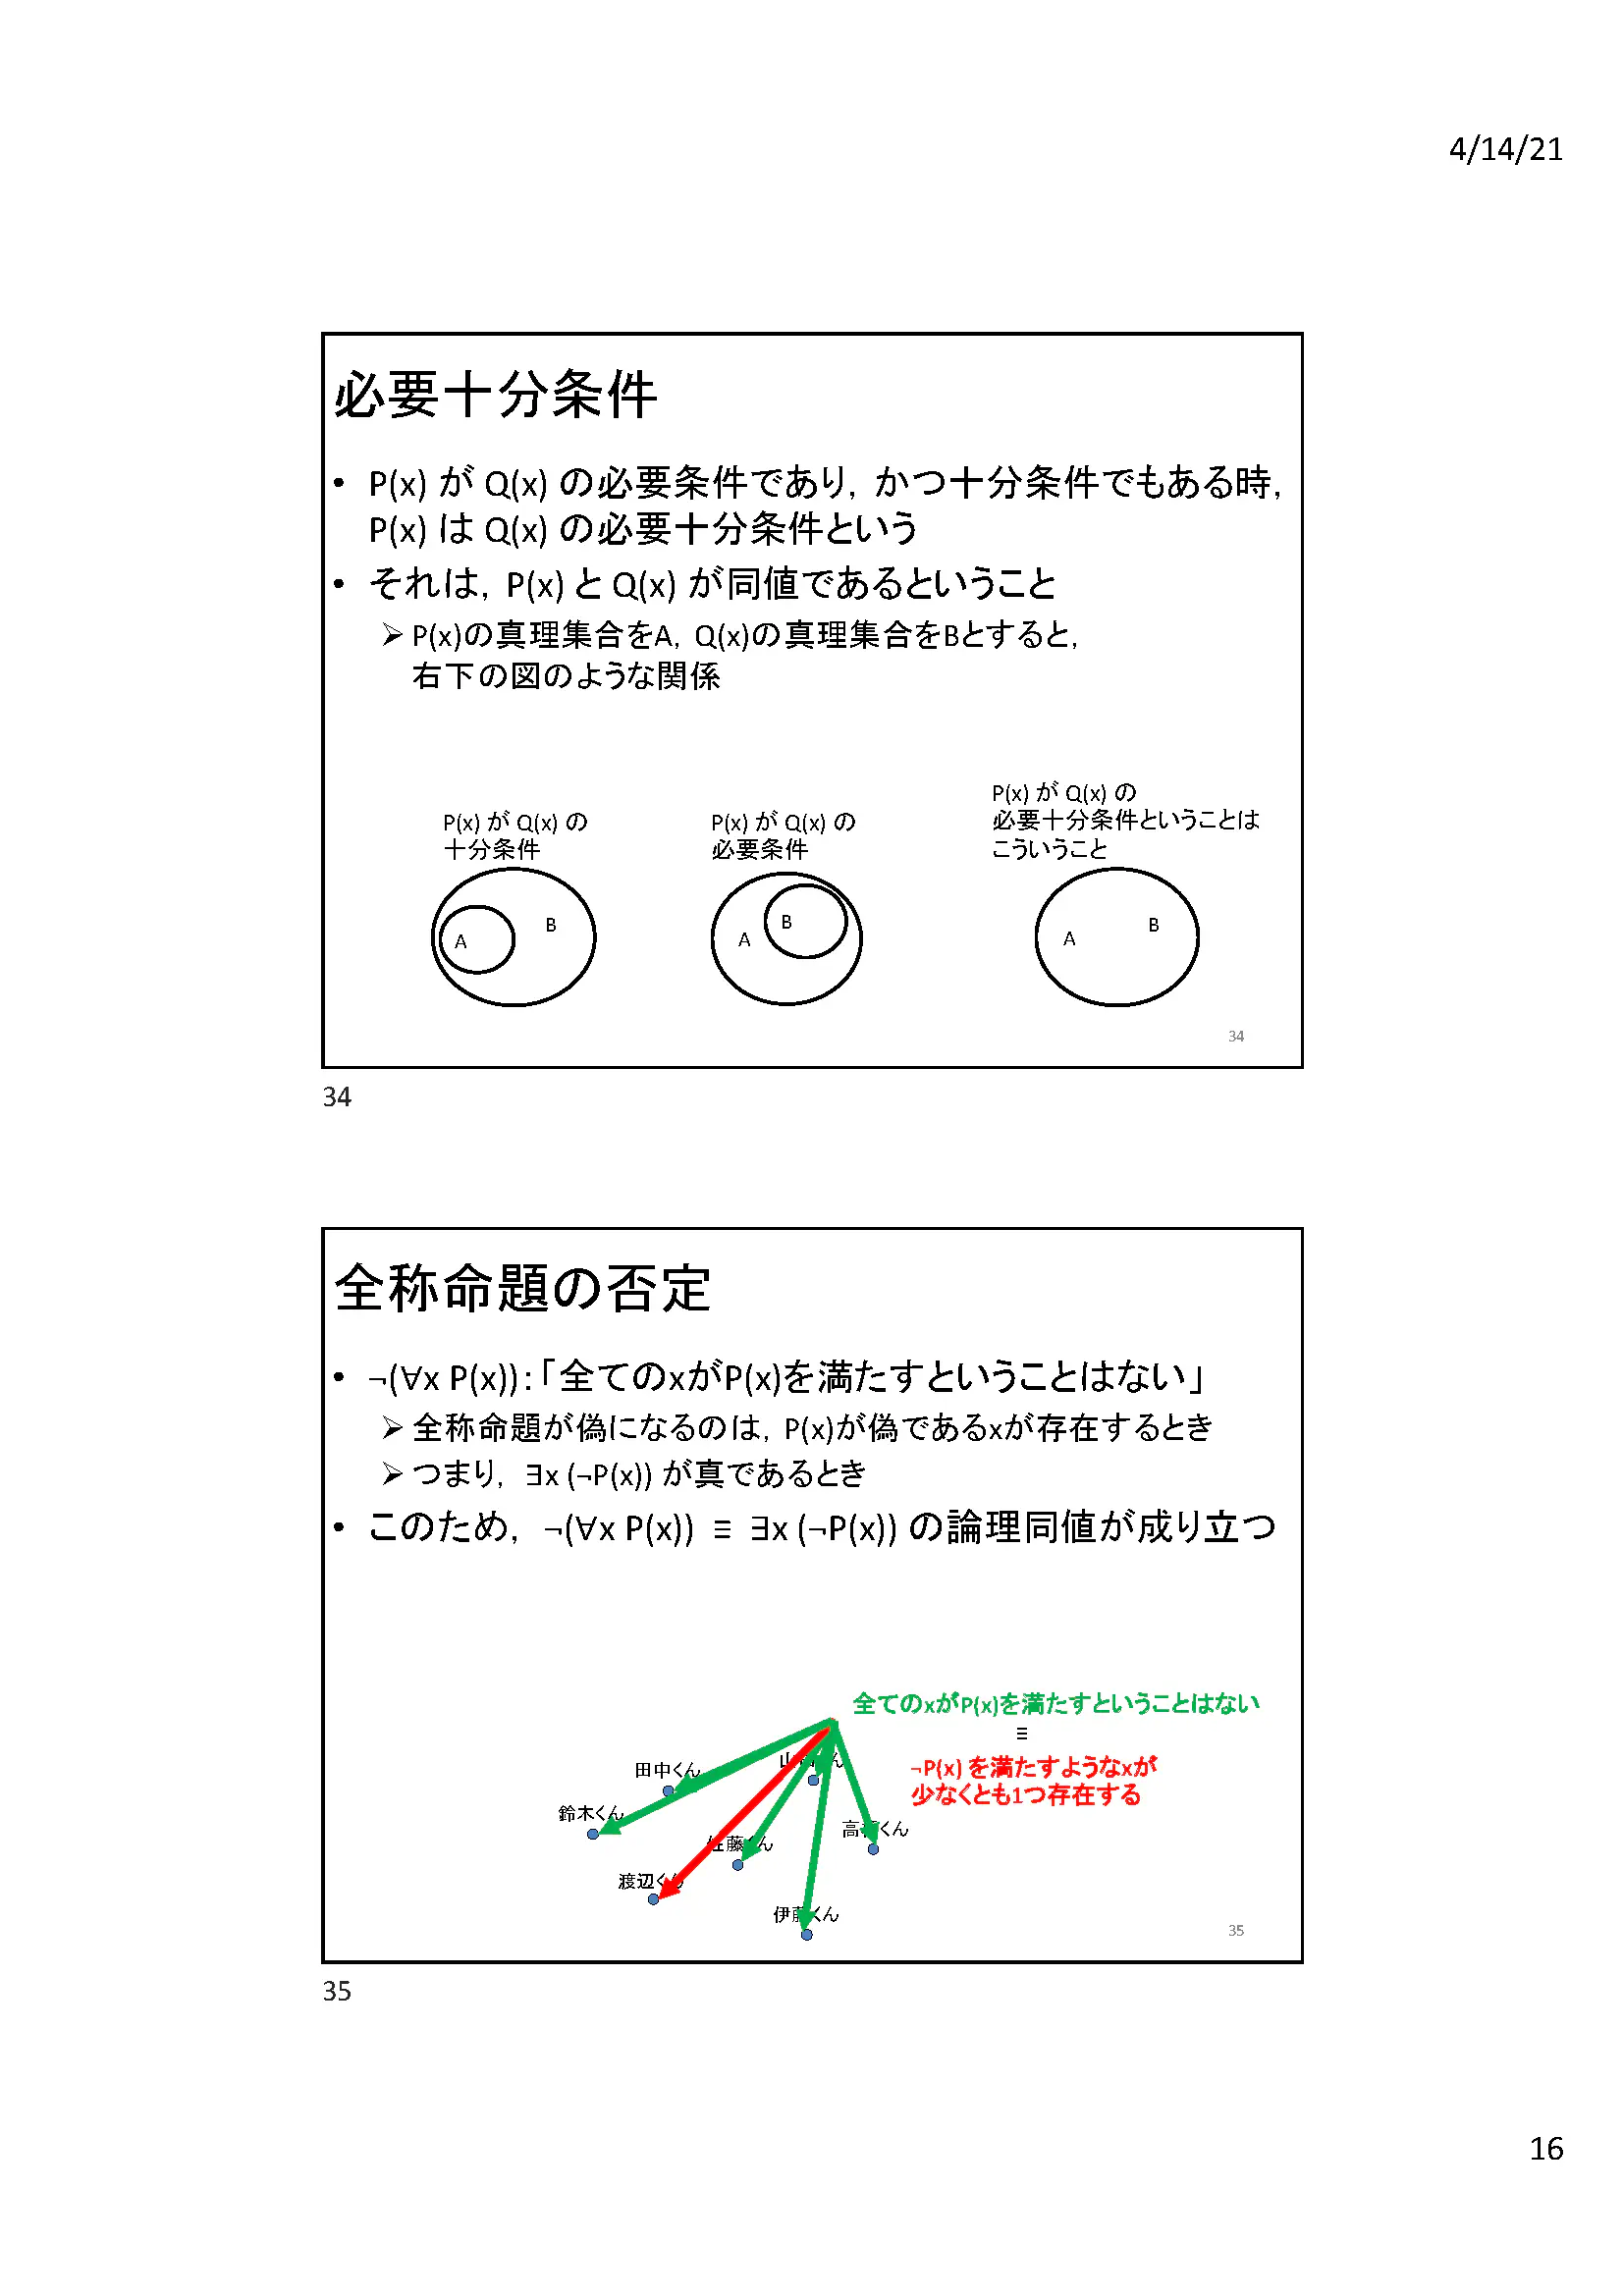 4/14/21
必要十分条件
• P(x) が Q(x) の必要条件であり，かつ十分条件でもある時，
P(x) は Q(x) の必要十分条件という
• それは，P(x) と Q(x) が同値であるということ
➢ P(x)の真理集合をA，Q(x)の真理集合をBとすると，
右下の図のような関係
P(x) が Q(x) の
十分条件
A
B
P(x) が Q(x) の
必要条件
A
B
P(x) が Q(x) の
必要十分条件ということは
こういうこと
A
B
34
34
全称命題の否定
• ¬(∀x P(x))：「全てのxがP(x)を満たすということはない」
➢ 全称命題が偽になるのは，P(x)が偽であるxが存在するとき
➢ つまり， ∃x (¬P(x)) が真であるとき
• このため， ¬(∀x P(x)) ≡ ∃x (¬P(x)) の論理同値が成り立つ
全てのxがP(x)を満たすということはない
≡
¬P(x) を満たすようなxが
少なくとも1つ存在する
田中くん
鈴木くん
佐藤くん
渡辺くん
伊藤くん
35
35
16